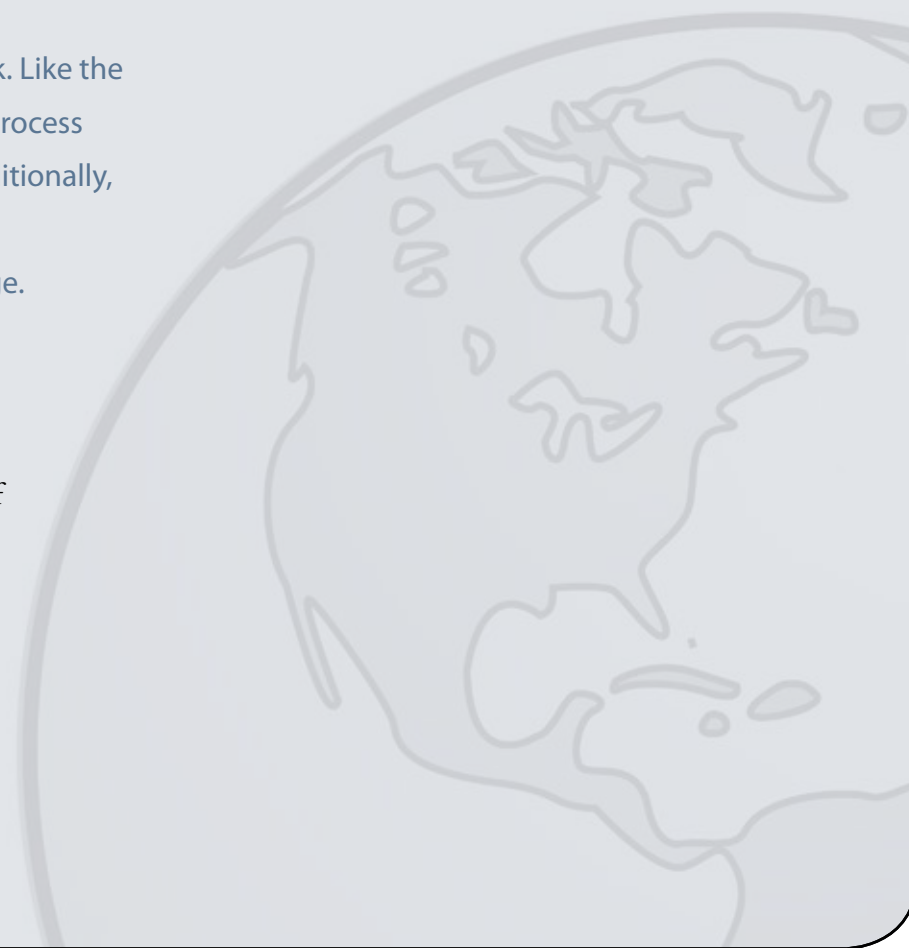 . Like the
rocess
itionally,
e.
f